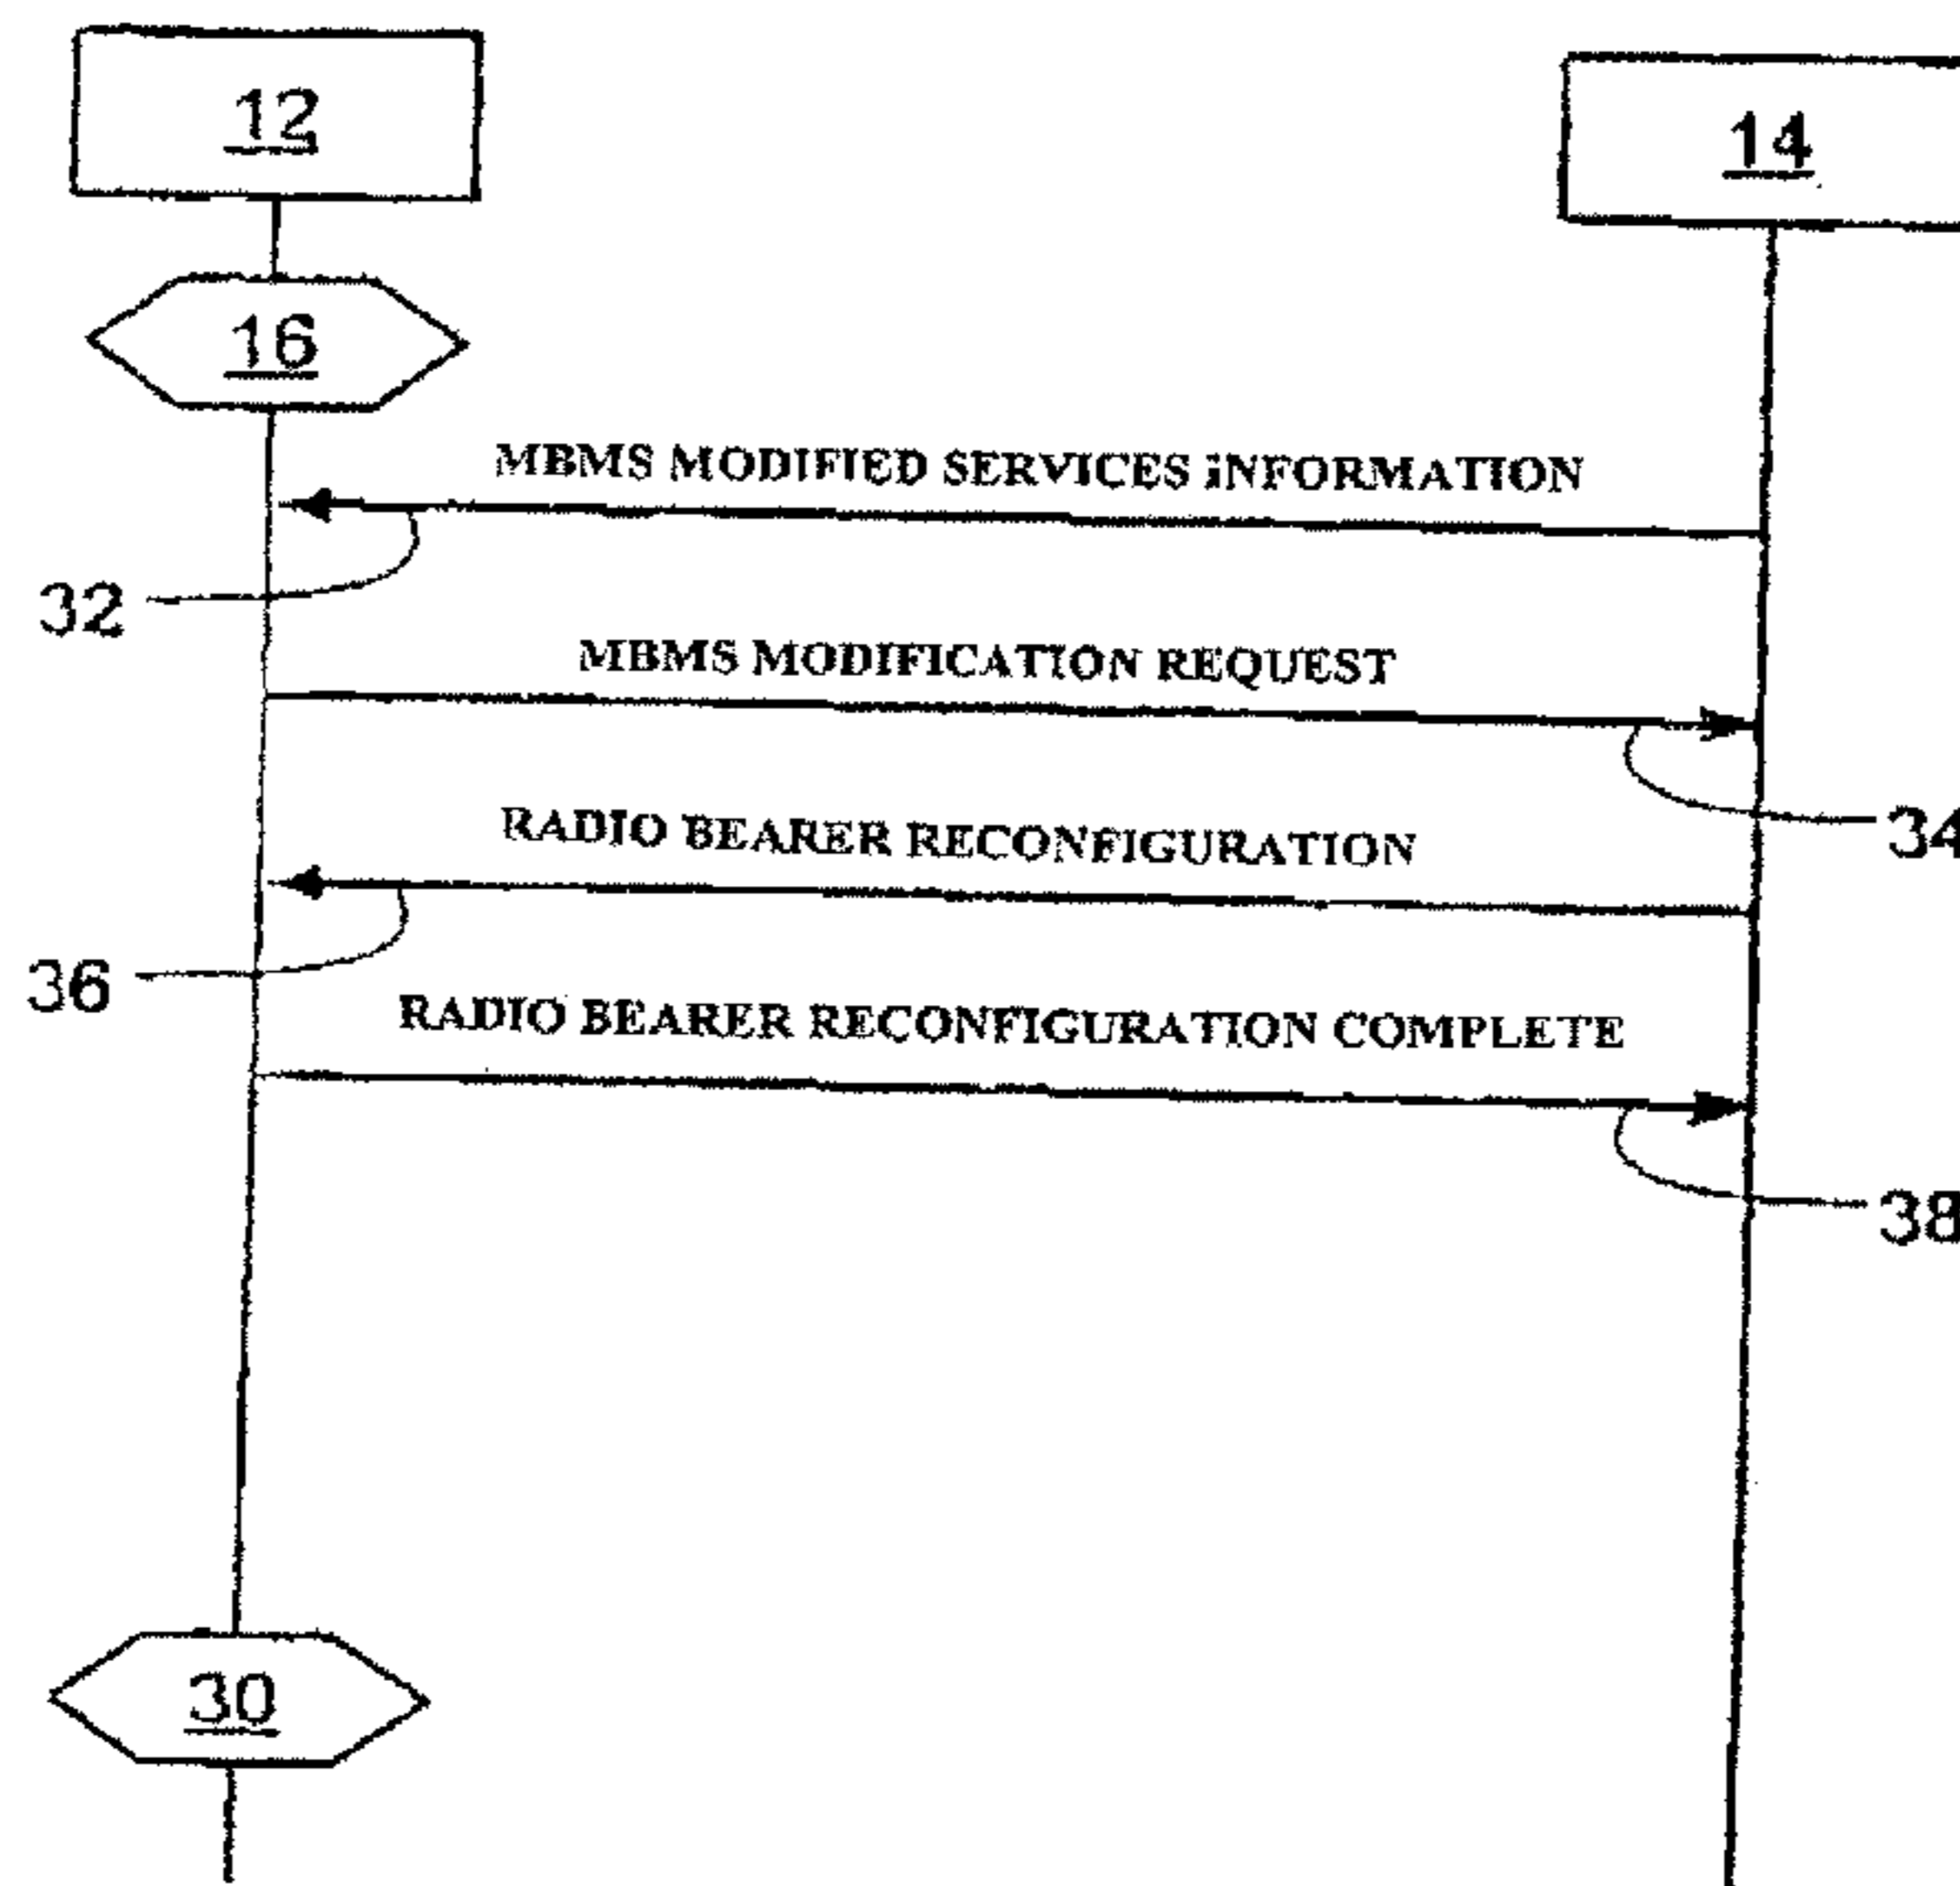 12
14
16
MBMS MODIFIED SERVICES iNFORMATION
32
MBMS MODIFICATION REQUEST
34
RADIO BEARER RECONFIGURATION
36
RADIO BEARER RECONFIGURATION COMPLETE
38
30